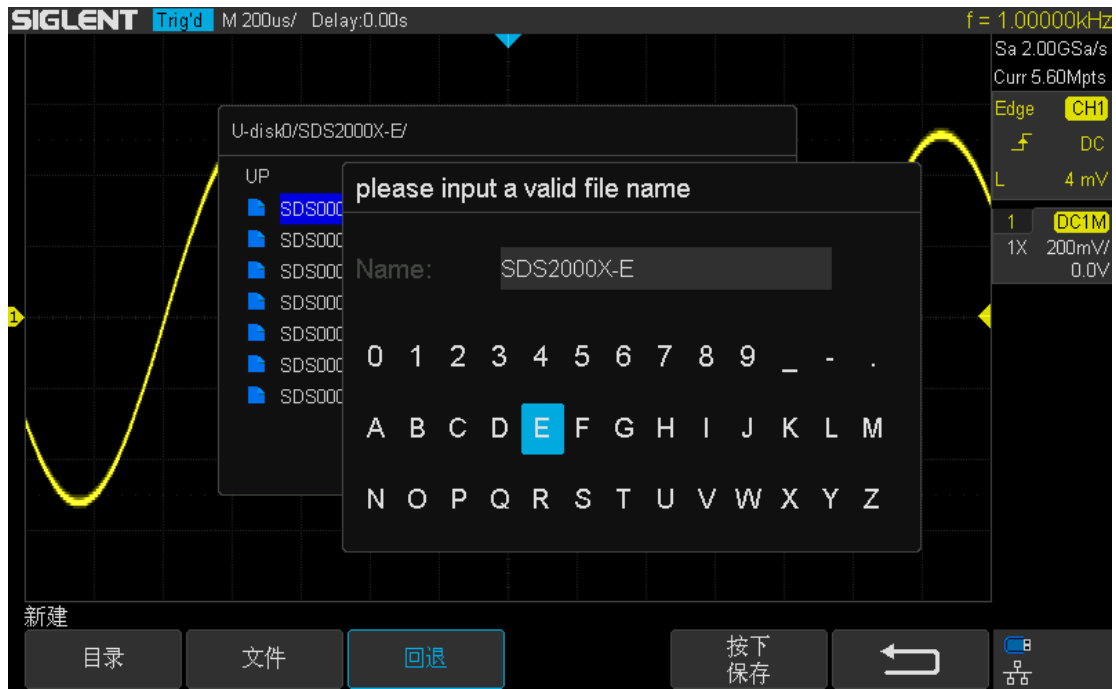 SIGLENT Trig'd M 200us/ Delay:0.00s f = 1.00000kHz
Sa 2.00GSa/s
Curr 5.60Mpts
Edge CH1
DC
L 4 mV
1 DC1M
1X 200mV/
0.0V
U-disk0/SDS2000X-E/
UP
SDS000
SDS000
SDS000
SDS000
SDS000
SDS000
SDS000
please input a valid file name
Name: SDS2000X-E
0 1 2 3 4 5 6 7 8 9 _ - .
A B C D E F G H I J K L M
N O P Q R S T U V W X Y Z
1
新建
目录 文件 回退 按下
保存